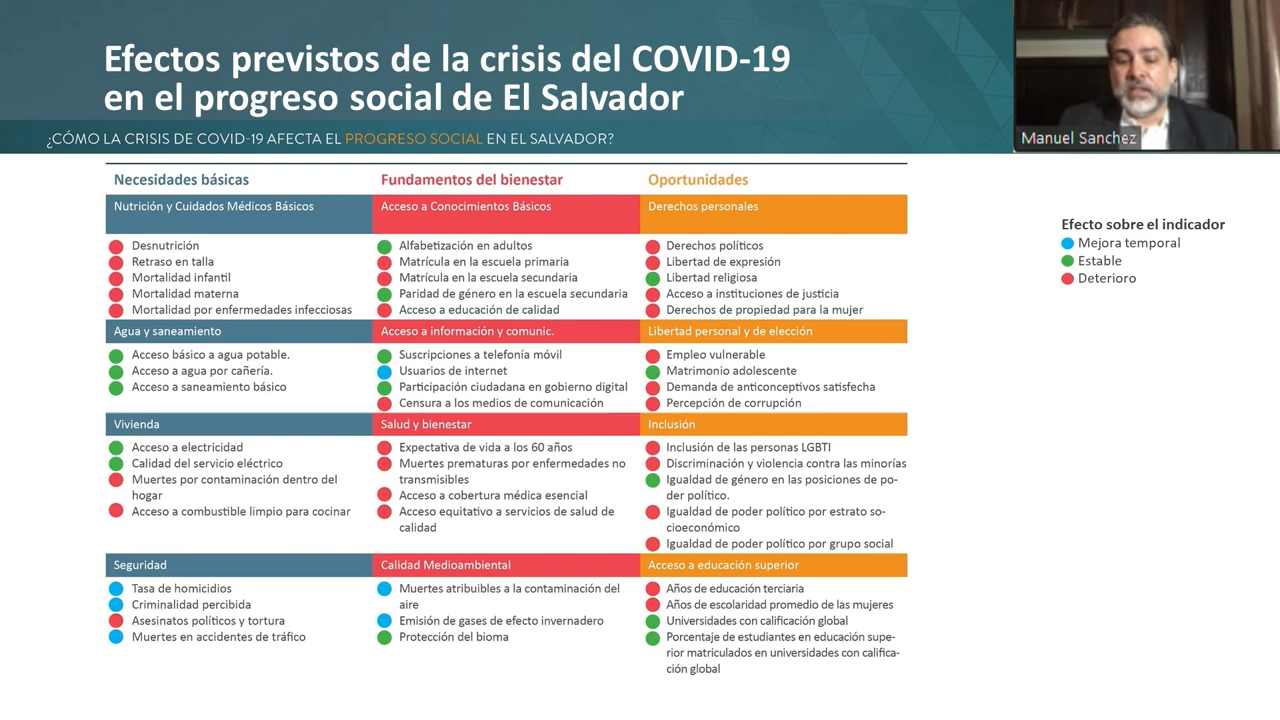 Efectos previstos de la crisis del COVID-19
en el progreso social de El Salvador
¿CÓMO LA CRISIS DE COVID-19 AFECTA EL PROGRESO SOCIAL EN EL SALVADOR?
Manuel Sanchez
Necesidades básicas
Nutrición y Cuidados Médicos Básicos
Desnutrición
Retraso en talla
Mortalidad infantil
Mortalidad materna
Mortalidad por enfermedades infecciosas
Agua y saneamiento
Acceso básico a agua potable.
Acceso a agua por cañería.
Acceso a saneamiento básico
Vivienda
Acceso a electricidad
Calidad del servicio eléctrico
Muertes por contaminación dentro del
hogar
Acceso a combustible limpio para cocinar
Seguridad
Tasa de homicidios
Criminalidad percibida
Asesinatos políticos y tortura
Muertes en accidentes de tráfico
Fundamentos del bienestar
Acceso a Conocimientos Básicos
Alfabetización en adultos
Matrícula en la escuela primaria
Matrícula en la escuela secundaria
Paridad de género en la escuela secundaria
Acceso a educación de calidad
Acceso a información y comunic.
Suscripciones a telefonía móvil
Usuarios de internet
Participación ciudadana en gobierno digital
Censura a los medios de comunicación
Salud y bienestar
Expectativa de vida a los 60 años
Muertes prematuras por enfermedades no
transmisibles
Acceso a cobertura médica esencial
Acceso equitativo a servicios de salud de
calidad
Calidad Medioambiental
Muertes atribuibles a la contaminación del
aire
Emisión de gases de efecto invernadero
Protección del bioma
Oportunidades
Derechos personales
Derechos políticos
Libertad de expresión
Libertad religiosa
Acceso a instituciones de justicia
Derechos de propiedad para la mujer
Libertad personal y de elección
Empleo vulnerable
Matrimonio adolescente
Demanda de anticonceptivos satisfecha
Percepción de corrupción
Inclusión
Inclusión de las personas LGBTI
Discriminación y violencia contra las minorías
Igualdad de género en las posiciones de po-
der político.
Igualdad de poder político por estrato so-
cioeconómico
Igualdad de poder político por grupo social
Acceso a educación superior
Años de educación terciaria
Años de escolaridad promedio de las mujeres
Universidades con calificación global
Porcentaje de estudiantes en educación supe-
rior matriculados en universidades con califica-
ción global
Efecto sobre el indicador
Mejora temporal
Estable
Deterioro